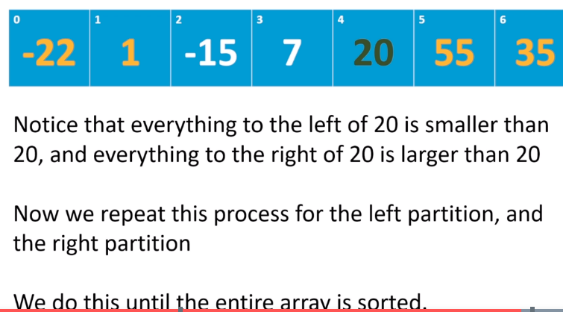 0 1 2 3 4 5 6
-22 1 -15 7 20 55 35
Notice that everything to the left of 20 is smaller than
20, and everything to the right of 20 is larger than 20
Now we repeat this process for the left partition, and
the right partition
We do this until the entire array is sorted.